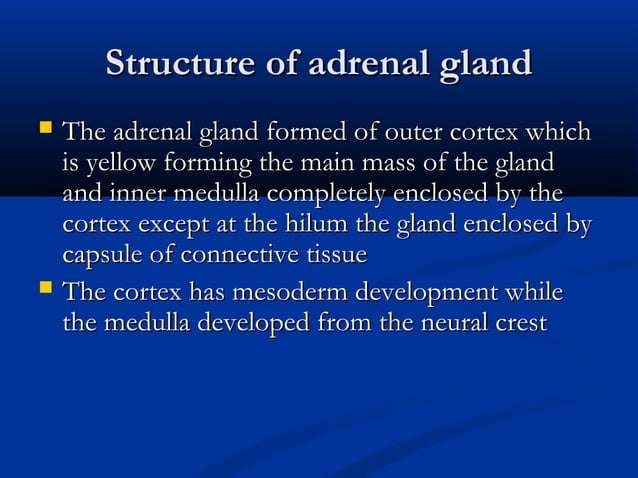 Structure of adrenal gland
The adrenal gland formed of outer cortex which
is yellow forming the main mass of the gland
and inner medulla completely enclosed by the
cortex except at the hilum the gland enclosed by
capsule of connective tissue
The cortex has mesoderm development while
the medulla developed from the neural crest